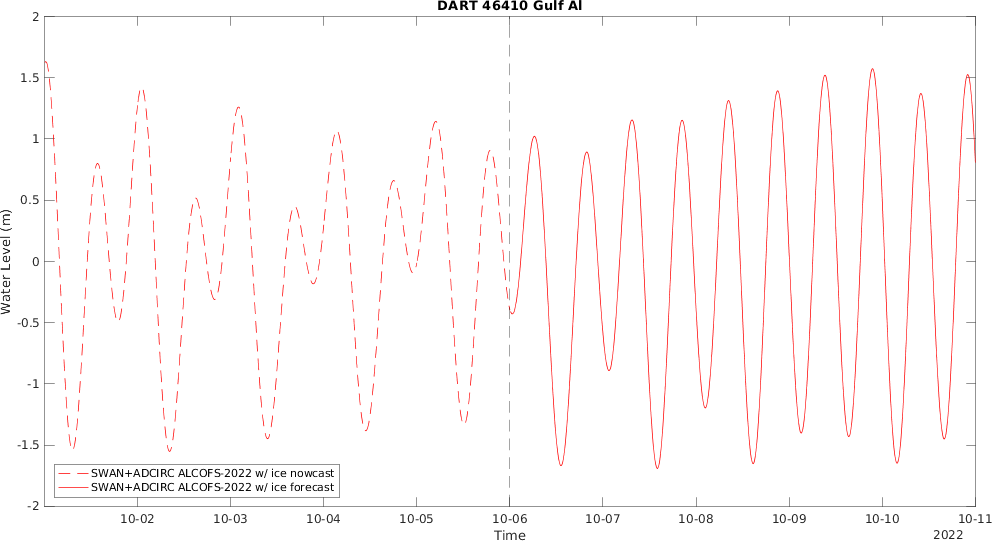 DART 46410 Gulf Al
2
1.5
1
0.5
0
-0.5
-1
-1.5
-2
Water Level (m)
SWAN+ADCIRC ALCOFS-2022 w/ ice nowcast
SWAN+ADCIRC ALCOFS-2022 w/ ice forecast
10-02 10-03 10-04 10-05 10-06 10-07 10-08 10-09 10-10 10-11
Time
2022